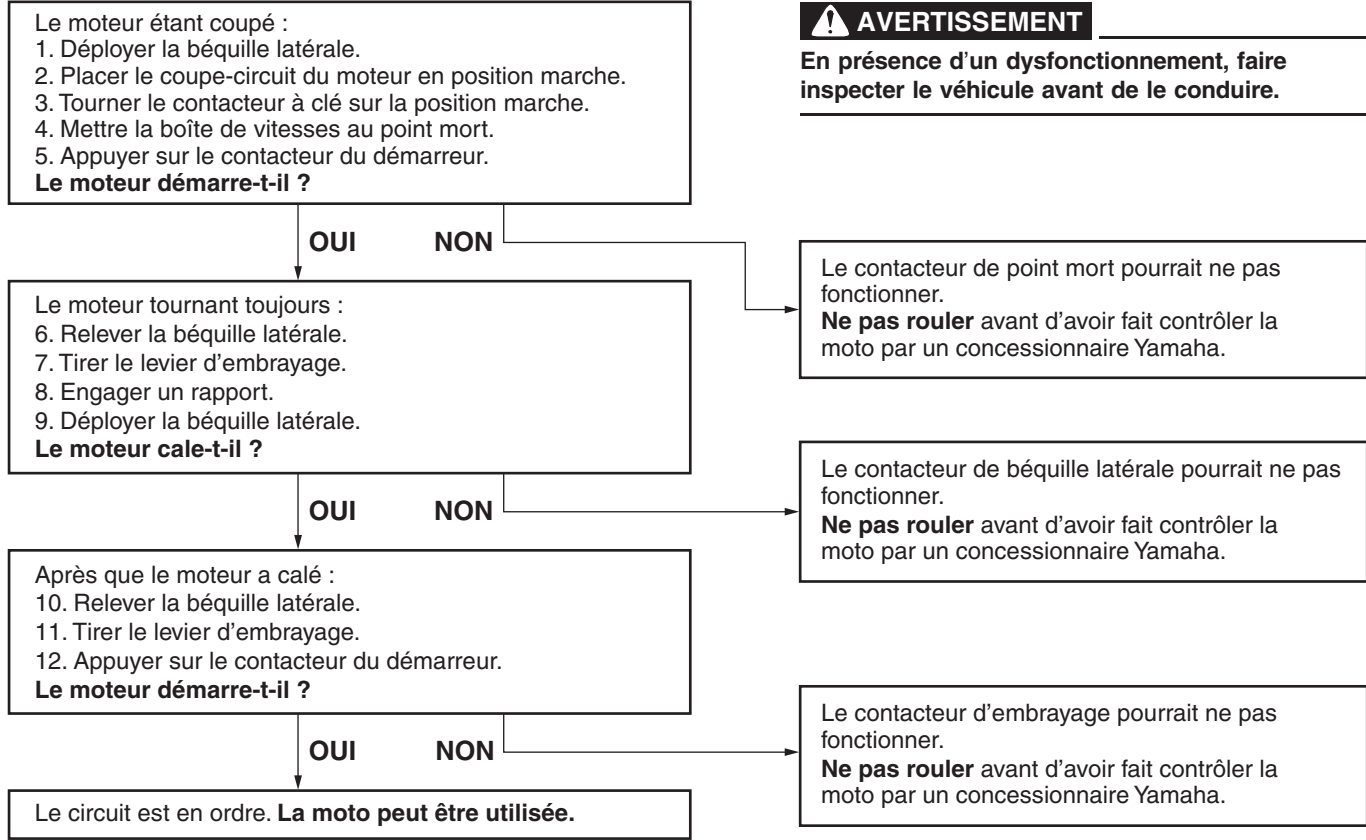 Le moteur étant coupé :
1. Déployer la béquille latérale.
2. Placer le coupe-circuit du moteur en position marche.
3. Tourner le contacteur à clé sur la position marche.
4. Mettre la boîte de vitesses au point mort.
5. Appuyer sur le contacteur du démarreur.
Le moteur démarre-t-il ?
AVERTISSEMENT
En présence d'un dysfonctionnement, faire
inspecter le véhicule avant de le conduire.
OUI NON
Le contacteur de point mort pourrait ne pas
fonctionner.
Ne pas rouler avant d'avoir fait contrôler la
moto par un concessionnaire Yamaha.
Le moteur tournant toujours :
6. Relever la béquille latérale.
7. Tirer le levier d'embrayage.
8. Engager un rapport.
9. Déployer la béquille latérale.
Le moteur cale-t-il ?
OUI NON
Le contacteur de béquille latérale pourrait ne pas
fonctionner.
Ne pas rouler avant d'avoir fait contrôler la
moto par un concessionnaire Yamaha.
Après que le moteur a calé :
10. Relever la béquille latérale.
11. Tirer le levier d'embrayage.
12. Appuyer sur le contacteur du démarreur.
Le moteur démarre-t-il ?
OUI NON
Le contacteur d'embrayage pourrait ne pas
fonctionner.
Ne pas rouler avant d'avoir fait contrôler la
moto par un concessionnaire Yamaha.
Le circuit est en ordre. La moto peut être utilisée.